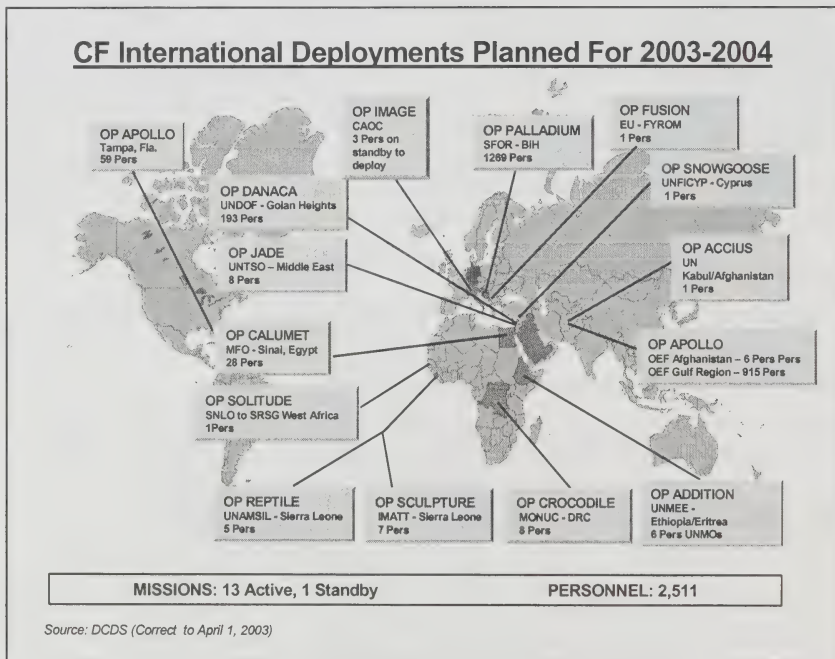 CF International Deployments Planned For 2003-2004
OP APOLLO
Tampa, Fla.
59 Pers
OP IMAGE
CAOC
3 Pers on
standby to
deploy
OP PALLADIUM
SFOR - BIH
1269 Pers
OP FUSION
EU - FYROM
1 Pers
OP SNOWGOOSE
UNFICYP - Cyprus
1 Pers
OP DANACA
UNDOF - Golan Heights
193 Pers
OP JADE
UNTSO – Middle East
8 Pers
OP ACCIUS
UN
Kabul/Afghanistan
1 Pers
OP CALUMET
MFO - Sinai, Egypt
28 Pers
OP APOLLO
OEF Afghanistan – 6 Pers Pers
OEF Gulf Region – 915 Pers
OP SOLITUDE
SNLO to SRSG West Africa
1Pers
OP REPTILE
UNAMSIL - Sierra Leone
5 Pers
OP SCULPTURE
IMATT - Sierra Leone
7 Pers
OP CROCODILE
MONUC - DRC
8 Pers
OP ADDITION
UNMEE -
Ethiopia/Eritrea
6 Pers UNMOs
MISSIONS: 13 Active, 1 Standby PERSONNEL: 2,511
Source: DCDS (Correct to April 1, 2003)